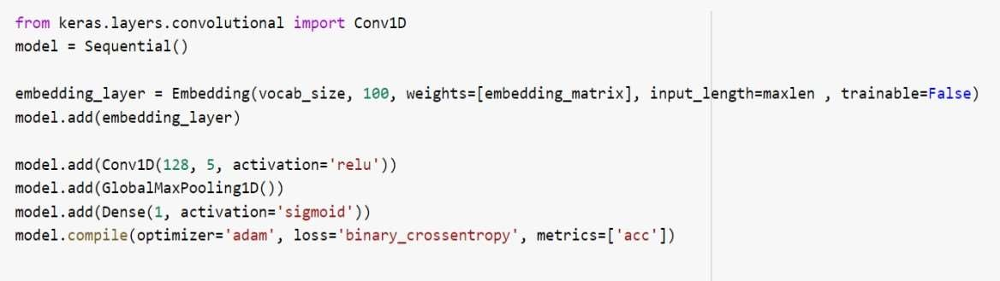 from keras.layers.convolutional import Conv1D
model = Sequential()
embedding_layer = Embedding(vocab_size, 100, weights=[embedding_matrix], input_length=maxlen , trainable=False)
model.add(embedding_layer)
model.add(Conv1D(128, 5, activation='relu'))
model.add(GlobalMaxPooling1D())
model.add(Dense(1, activation='sigmoid'))
model.compile(optimizer='adam', loss='binary_crossentropy', metrics=['acc'])